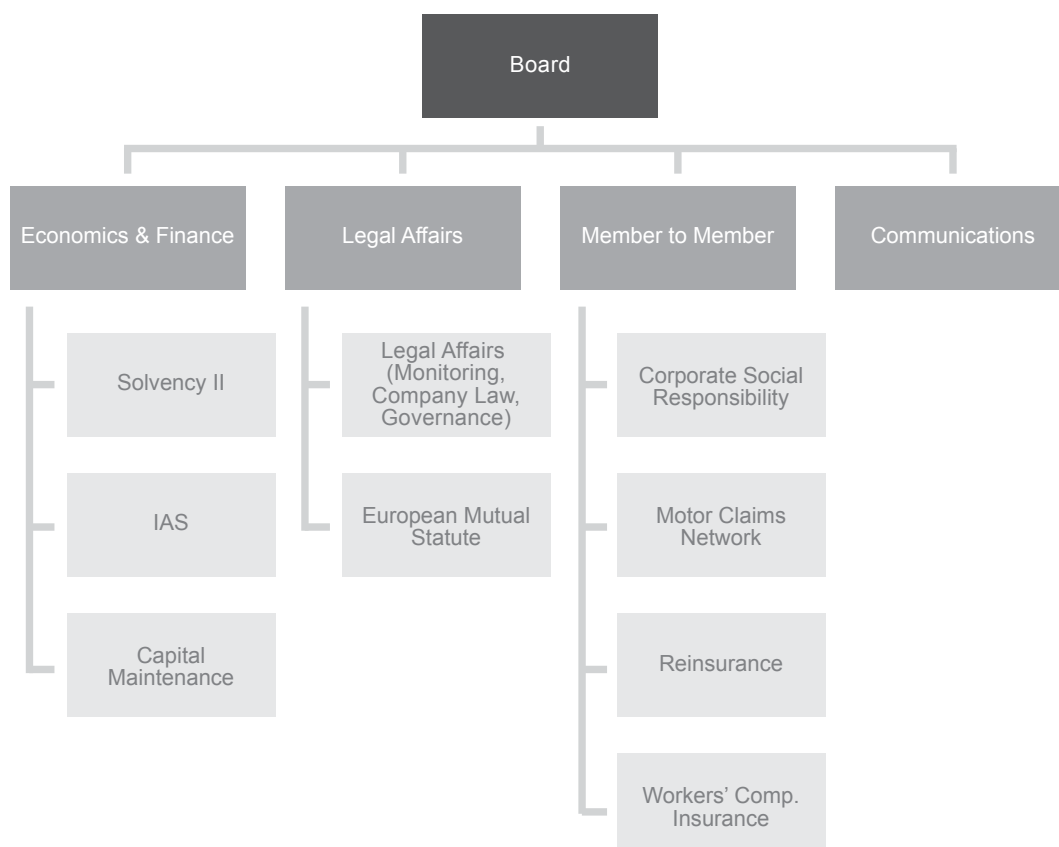 Board
Economics & Finance
Legal Affairs
Member to Member
Communications
Solvency II
IAS
Capital
Maintenance
Legal Affairs
(Monitoring,
Company Law,
Governance)
European Mutual
Statute
Corporate Social
Responsibility
Motor Claims
Network
Reinsurance
Workers’ Comp.
Insurance